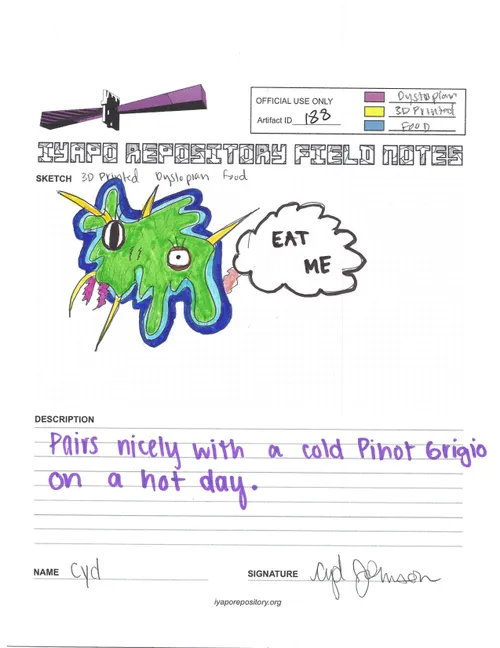 OFFICIAL USE ONLY
Artifact ID 188
Dystoplan
3D Printed
FOOD
IYAPO REPOSITORY FIELD NOTES
SKETCH 3D Printed Dystopian Food
EAT
ME
DESCRIPTION
Pairs nicely with a cold Pinot Grigio
on a hot day.
NAME Cyd
SIGNATURE Cyd Johnson
iyaporepository.org